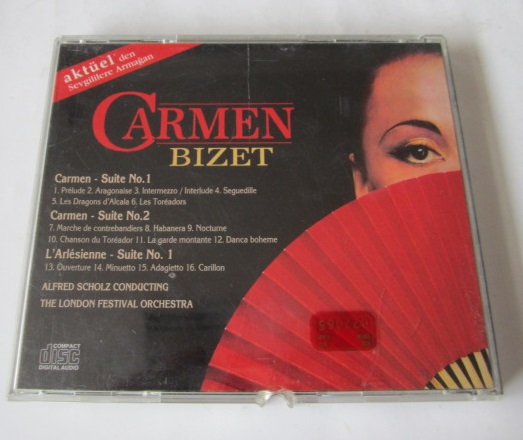 aktüel'den
Sevgililere Armağan
CARMEN
BIZET
Carmen - Suite No.1
1. Prélude 2. Aragonaise 3. Intermezzo / Interlude 4. Seguedille
5. Les Dragons d'Alcala 6. Les Toréadors
Carmen - Suite No.2
7. Marche de contrebandiers 8, Habanera 9. Nocturne
10. Chanson du Toréador 11. La garde montante 12. Danca boheme
L'Arlésienne - Suite No. 1
13. Ouverture 14. Minuetto 15. Adagietto 16. Carillon
ALFRED SCHOLZ CONDUCTING
THE LONDON FESTIVAL ORCHESTRA
COMPACT
disc
DIGITAL AUDIO